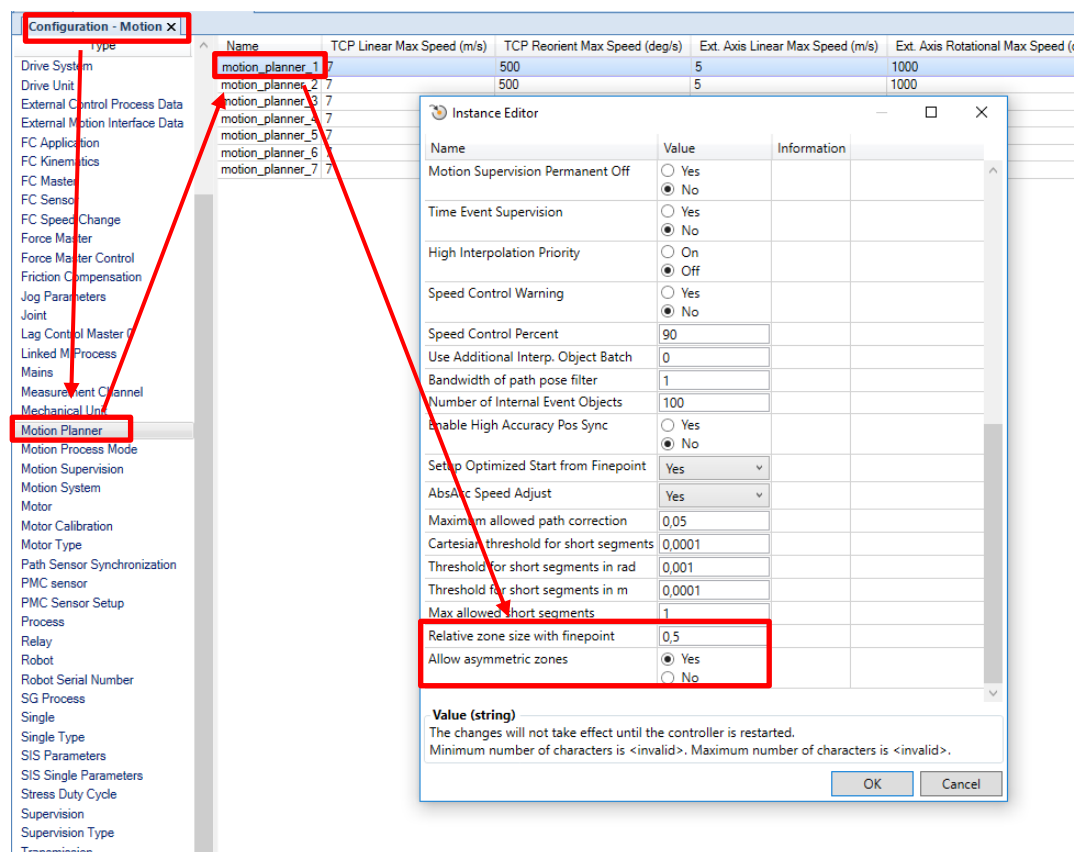 Configuration - Motion X
Type
Drive System
Drive Unit
External Control Process Data
External Motion Interface Data
FC Application
FC Kinematics
FC Master
FC Sensor
FC Speed Change
Force Master
Force Master Control
Friction Compensation
Jog Parameters
Joint
Lag Control Master 0
Linked M Process
Mains
Measurement Channel
Mechanical Unit
Motion Planner
Motion Process Mode
Motion Supervision
Motion System
Motor
Motor Calibration
Motor Type
Path Sensor Synchronization
PMC sensor
PMC Sensor Setup
Process
Relay
Robot
Robot Serial Number
SG Process
Single
Single Type
SIS Parameters
SIS Single Parameters
Stress Duty Cycle
Supervision
Supervision Type
Transmission
Name TCP Linear Max Speed (m/s) TCP Reorient Max Speed (deg/s) Ext. Axis Linear Max Speed (m/s) Ext. Axis Rotational Max Speed (
motion_planner_1 7 500 5 1000
motion_planner_2 7 500 5 1000
motion_planner_3 7
motion_planner_4 7
motion_planner_5 7
motion_planner_6 7
motion_planner_7 7
Instance Editor
Name Value Information
Motion Supervision Permanent Off Yes
No
Time Event Supervision Yes
No
High Interpolation Priority On
Off
Speed Control Warning Yes
No
Speed Control Percent 90
Use Additional Interp. Object Batch 0
Bandwidth of path pose filter 1
Number of Internal Event Objects 100
Enable High Accuracy Pos Sync Yes
No
Setup Optimized Start from Finepoint Yes
AbsAcc Speed Adjust Yes
Maximum allowed path correction 0,05
Cartesian threshold for short segments 0,0001
Threshold for short segments in rad 0,001
Threshold for short segments in m 0,0001
Max allowed short segments 1
Relative zone size with finepoint 0,5
Allow asymmetric zones Yes
No
Value (string)
The changes will not take effect until the controller is restarted.
Minimum number of characters is <invalid>. Maximum number of characters is <invalid>.
OK Cancel